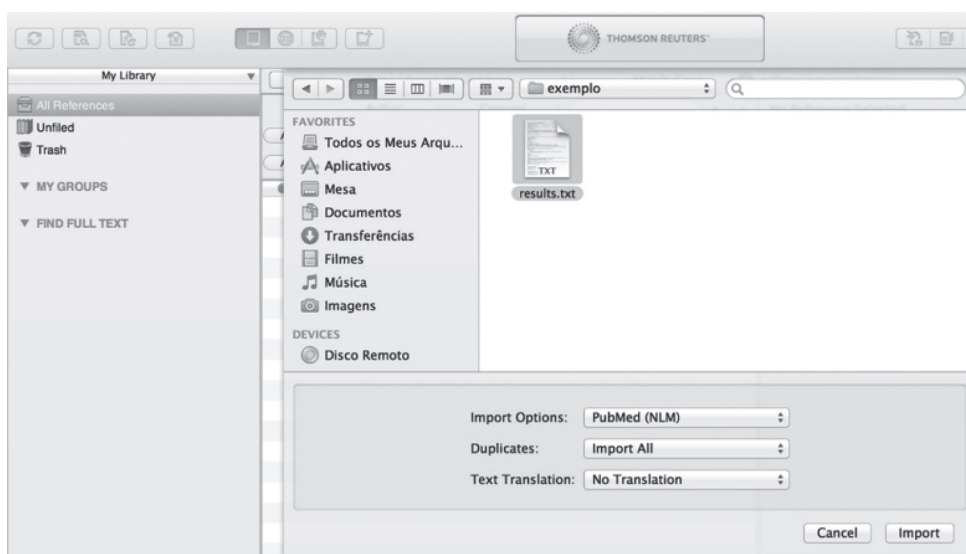 THOMSON REUTERS
My Library
All References
Unfiled
Trash
MY GROUPS
FIND FULL TEXT
exemplo
FAVORITES
Todos os Meus Arqu...
Aplicativos
Mesa
Documentos
Transferências
Filmes
Música
Imagens
DEVICES
Disco Remoto
TXT
results.txt
Import Options: PubMed (NLM)
Duplicates: Import All
Text Translation: No Translation
Cancel Import